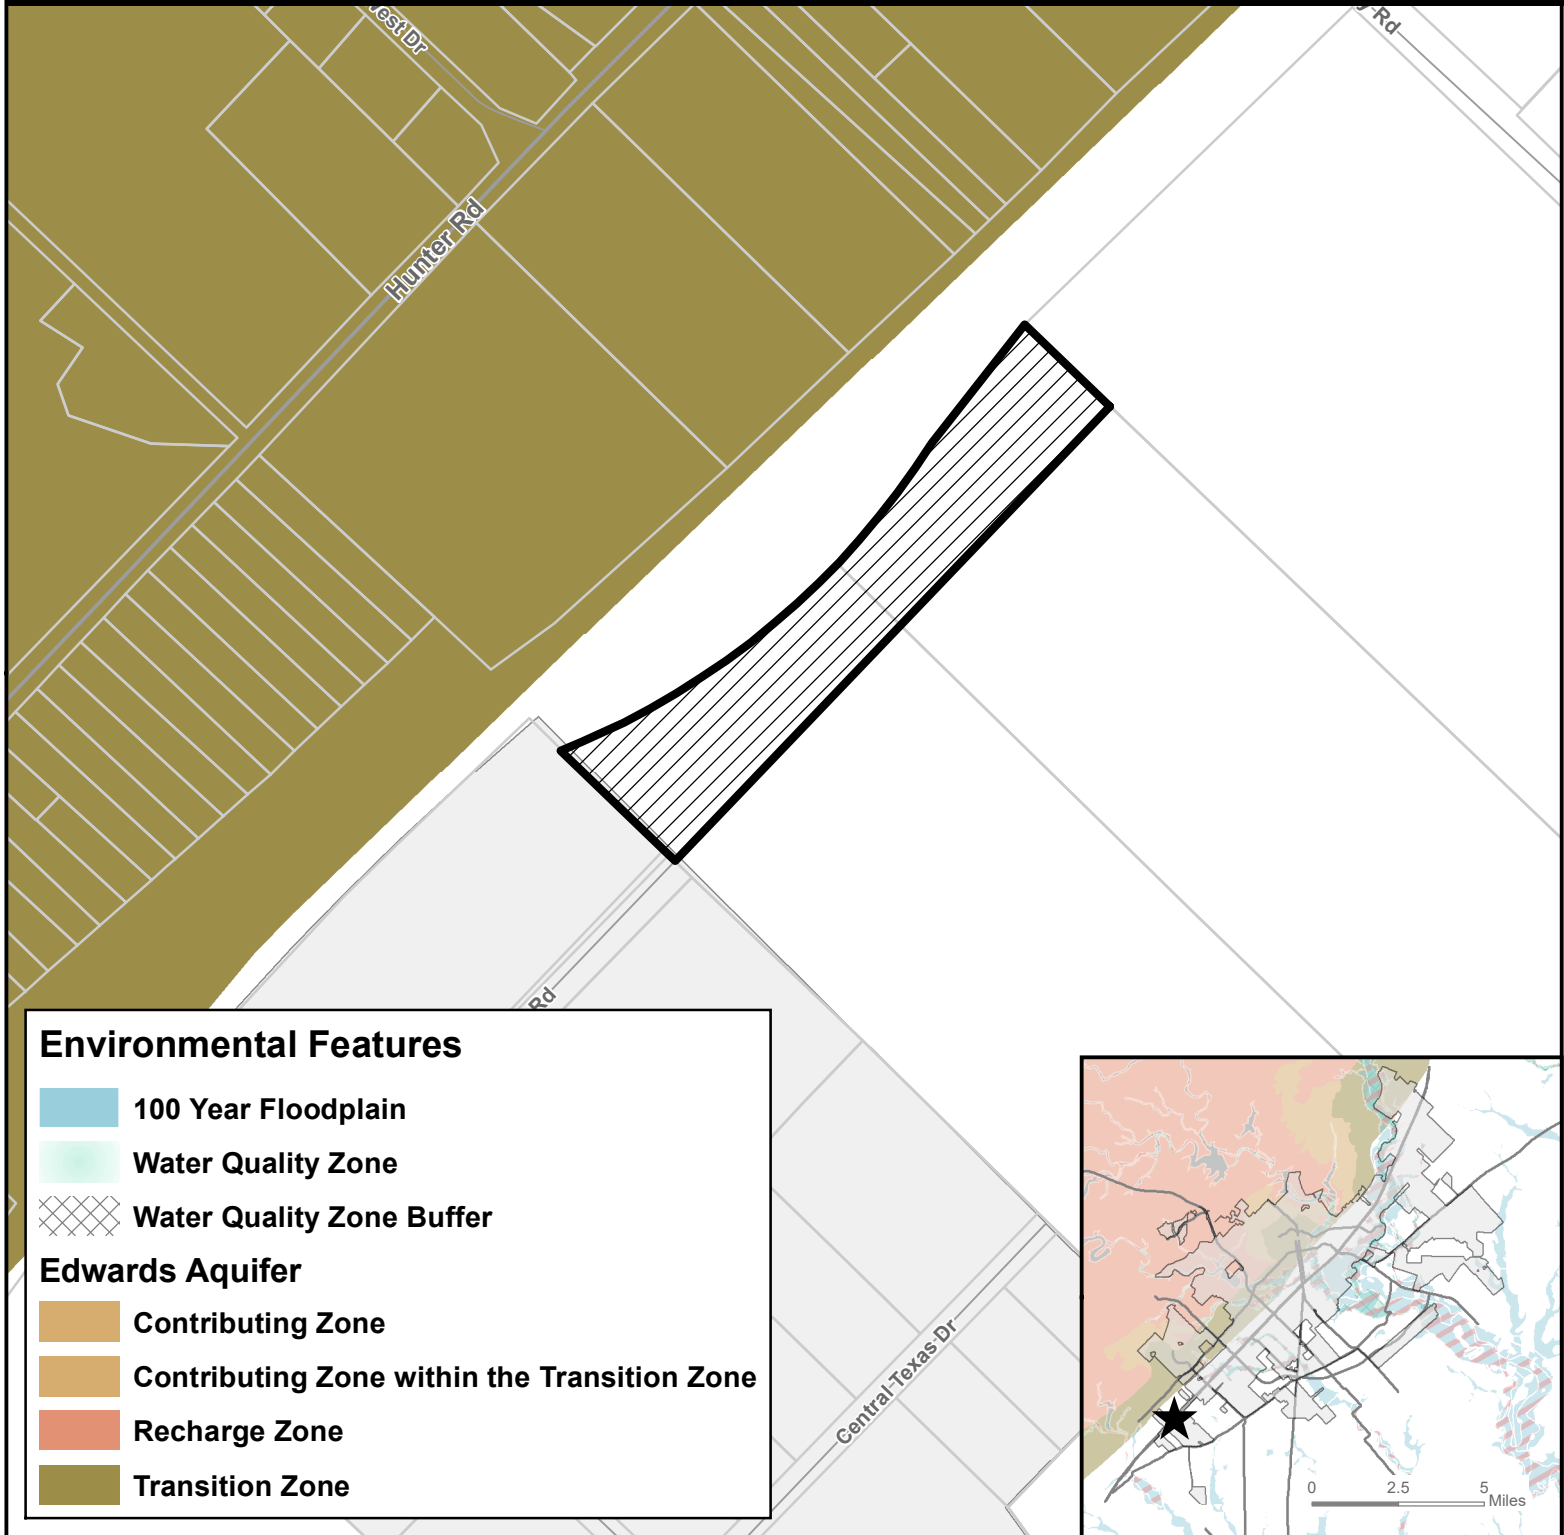 Rd
Hunter Rd
Rd
Central Texas Dr
Environmental Features
100 Year Floodplain
Water Quality Zone
Water Quality Zone Buffer
Edwards Aquifer
Contributing Zone
Contributing Zone within the Transition Zone
Recharge Zone
Transition Zone
0 2.5 5
Miles